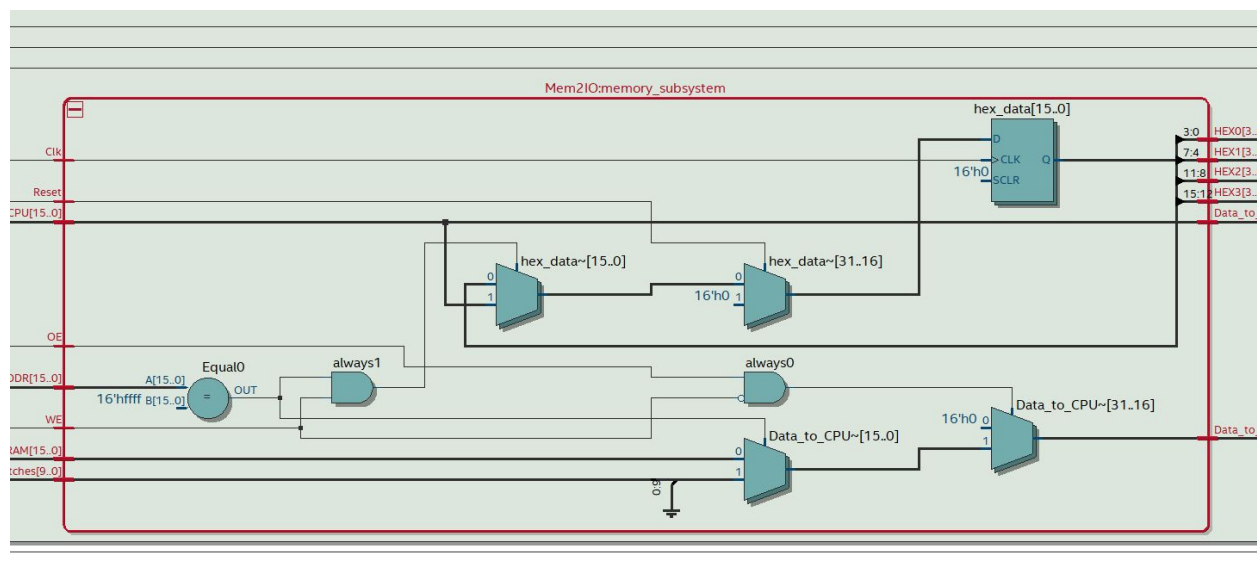 Mem2IO:memory_subsystem
hex_data[15..0]
3:0 HEX0[3..
D
Clk
>CLK Q
7:4 HEX1[3..
16'h0
SCLR
11:8 HEX2[3..
Reset
15:12 HEX3[3..
CPU[15..0]
Data_to_
hex_data~[15..0]
hex_data~[31..16]
0
1
0
16'h0 1
OE
always1
always0
Equal0
DDR[15..0]
A[15..0]
= OUT
16'hffff B[15..0]
WE
Data_to_CPU~[31..16]
16'h0 0
1
Data_to_CPU~[15..0]
Data_to_
RAM[15..0]
0
tches[9..0]
1